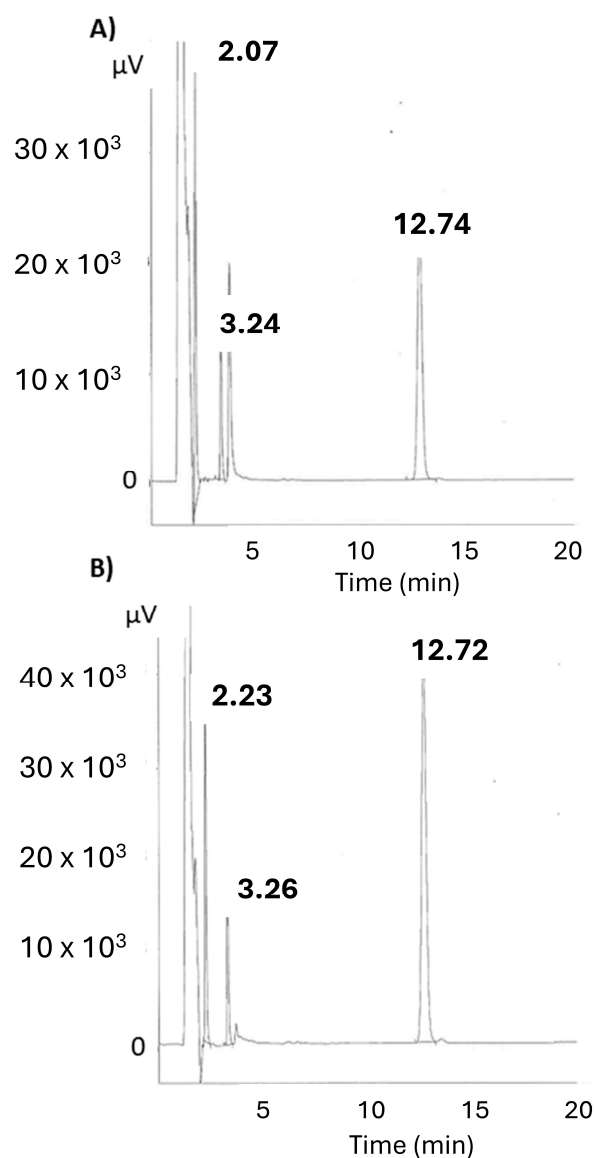 A)
2.07
µV
30 x 10³
12.74
20 x 10³
3.24
10 x 10³
0
5 10 15 20
Time (min)
B)
µV
12.72
40 x 10³
2.23
30 x 10³
20 x 10³
3.26
10 x 10³
0
5 10 15 20
Time (min)